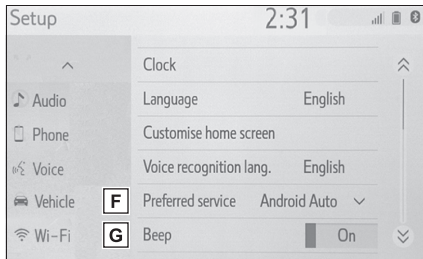 Setup 2:31
Clock
Audio Language English
Phone Customise home screen
Voice Voice recognition lang. English
Vehicle F Preferred service Android Auto
Wi-Fi G Beep On